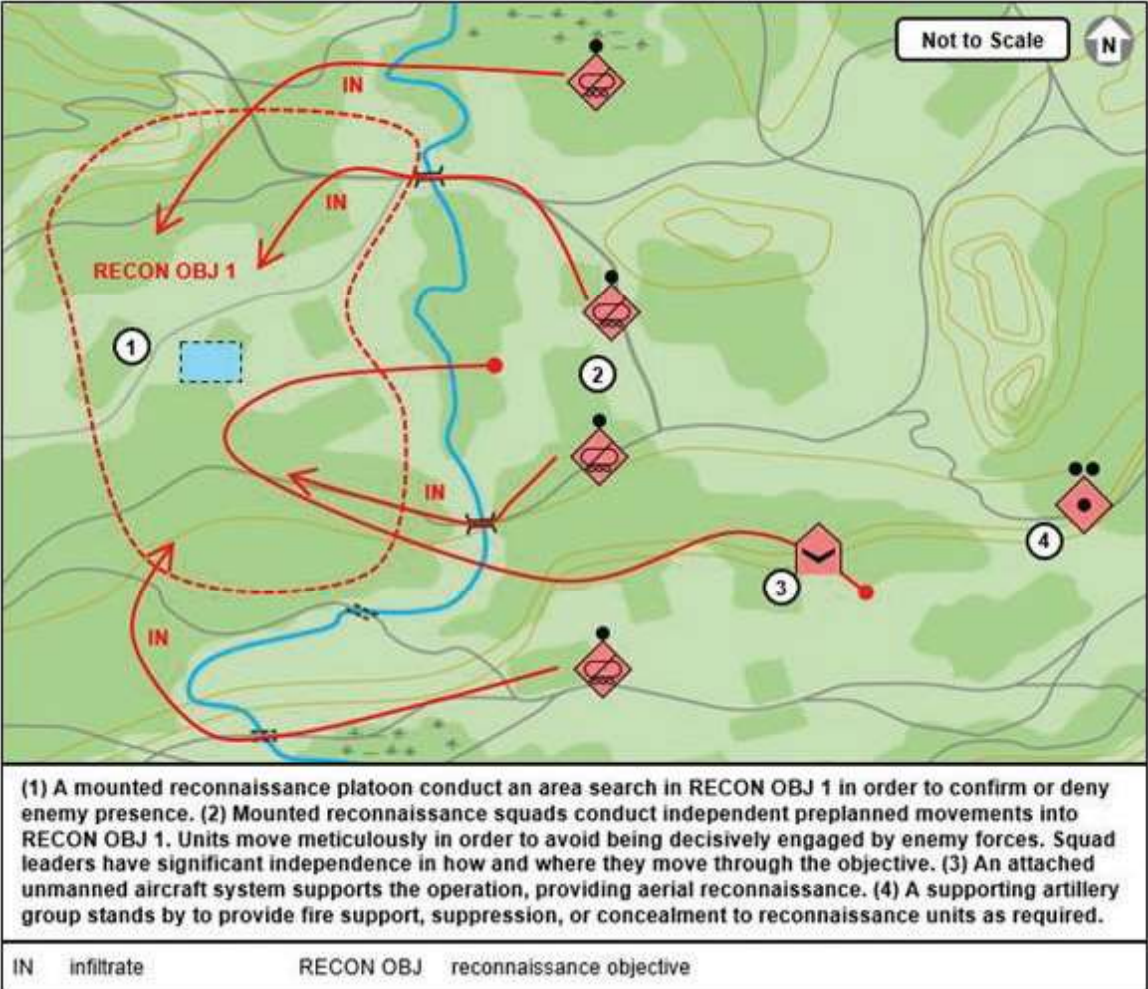 Not to Scale
N
IN
IN
RECON OBJ 1
1
2
IN
4
3
IN
(1) A mounted reconnaissance platoon conduct an area search in RECON OBJ 1 in order to confirm or deny
enemy presence. (2) Mounted reconnaissance squads conduct independent preplanned movements into
RECON OBJ 1. Units move meticulously in order to avoid being decisively engaged by enemy forces. Squad
leaders have significant independence in how and where they move through the objective. (3) An attached
unmanned aircraft system supports the operation, providing aerial reconnaissance. (4) A supporting artillery
group stands by to provide fire support, suppression, or concealment to reconnaissance units as required.
IN infiltrate RECON OBJ reconnaissance objective